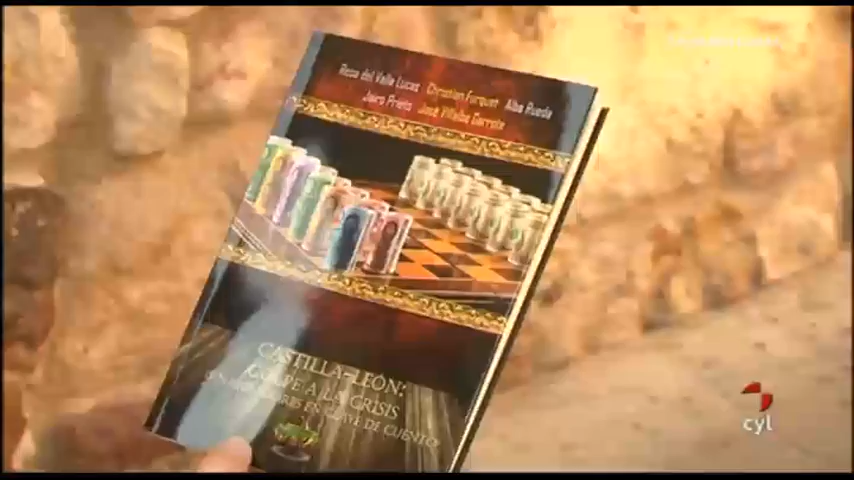 Rosa del Valle Lucas Christian Furquet Alba Rueda
Jairo Prieto José Villalba Garrote
CASTILLA-LEÓN:
GOLPE A LA CRISIS
EN CLAVE DE CUENTO
cyl